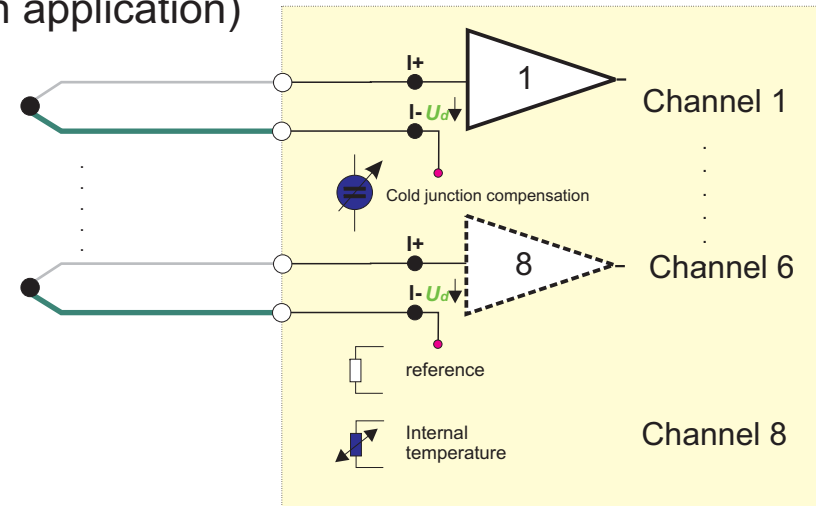 application)
I+
1
Channel 1
I- Ud
Cold junction compensation
I+
8
Channel 6
I- Ud
reference
Internal
temperature
Channel 8